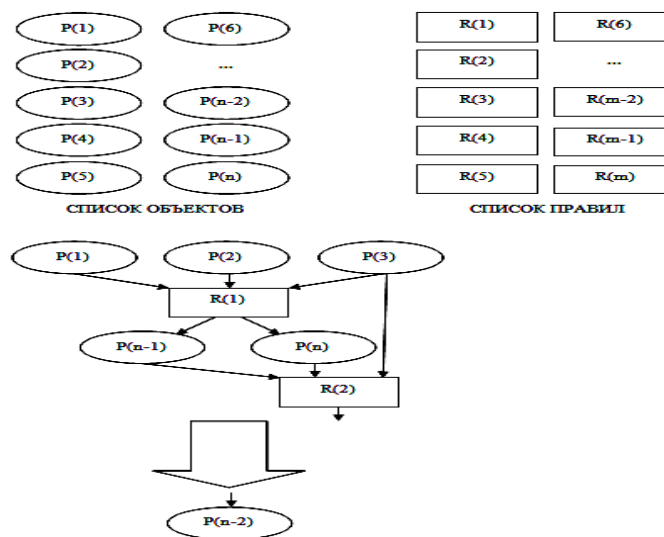 P(1) P(6) R(1) R(6)
P(2) ... R(2) ...
P(3) P(n-2) R(3) R(m-2)
P(4) P(n-1) R(4) R(m-1)
P(5) P(n) R(5) R(m)
СПИСОК ОБЪЕКТОВ СПИСОК ПРАВИЛ
P(1) P(2) P(3)
R(1)
P(n-1) P(n)
R(2)
P(n-2)